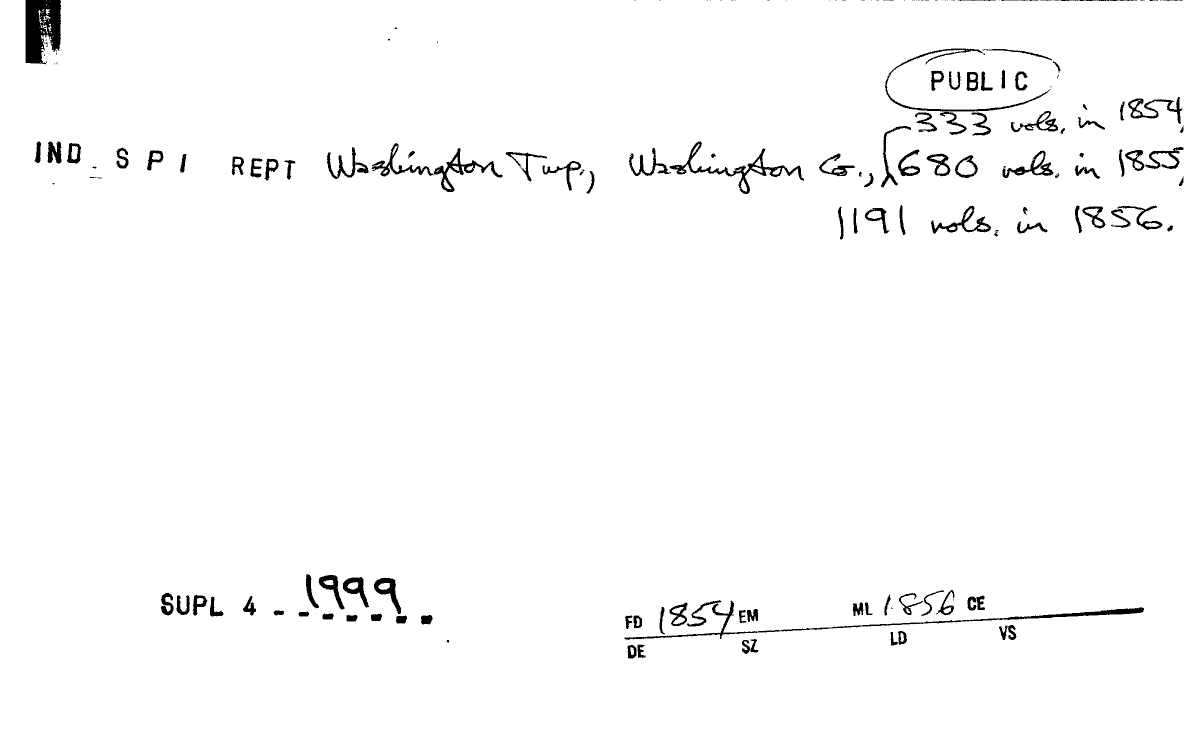 PUBLIC
333 vols. in 1854,
IND S P I REPT Washington Twp., Washington Co., 680 vols. in 1855,
1191 vols. in 1856.
SUPL 4 - 1999
FD 1854 EM ML 1856 CE
DE SZ LD VS